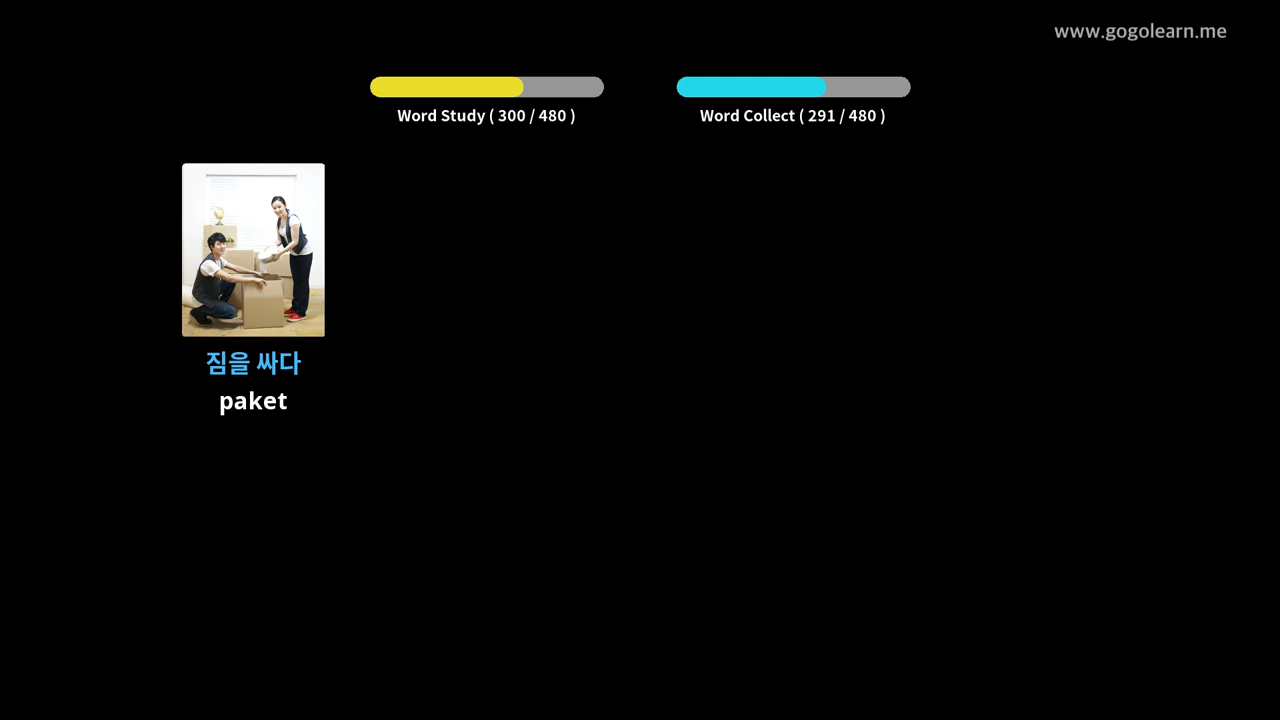 www.gogolearn.me
Word Study ( 300 / 480 )
Word Collect ( 291 / 480 )
짐을 싸다
paket